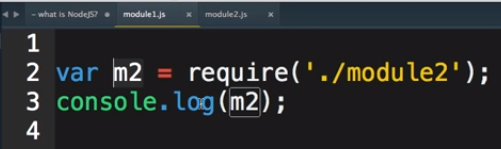 ~ what is NodeJS? module1.js × module2.js ×
1
2 var m2 = require('./module2');
3 console.log(m2);
4